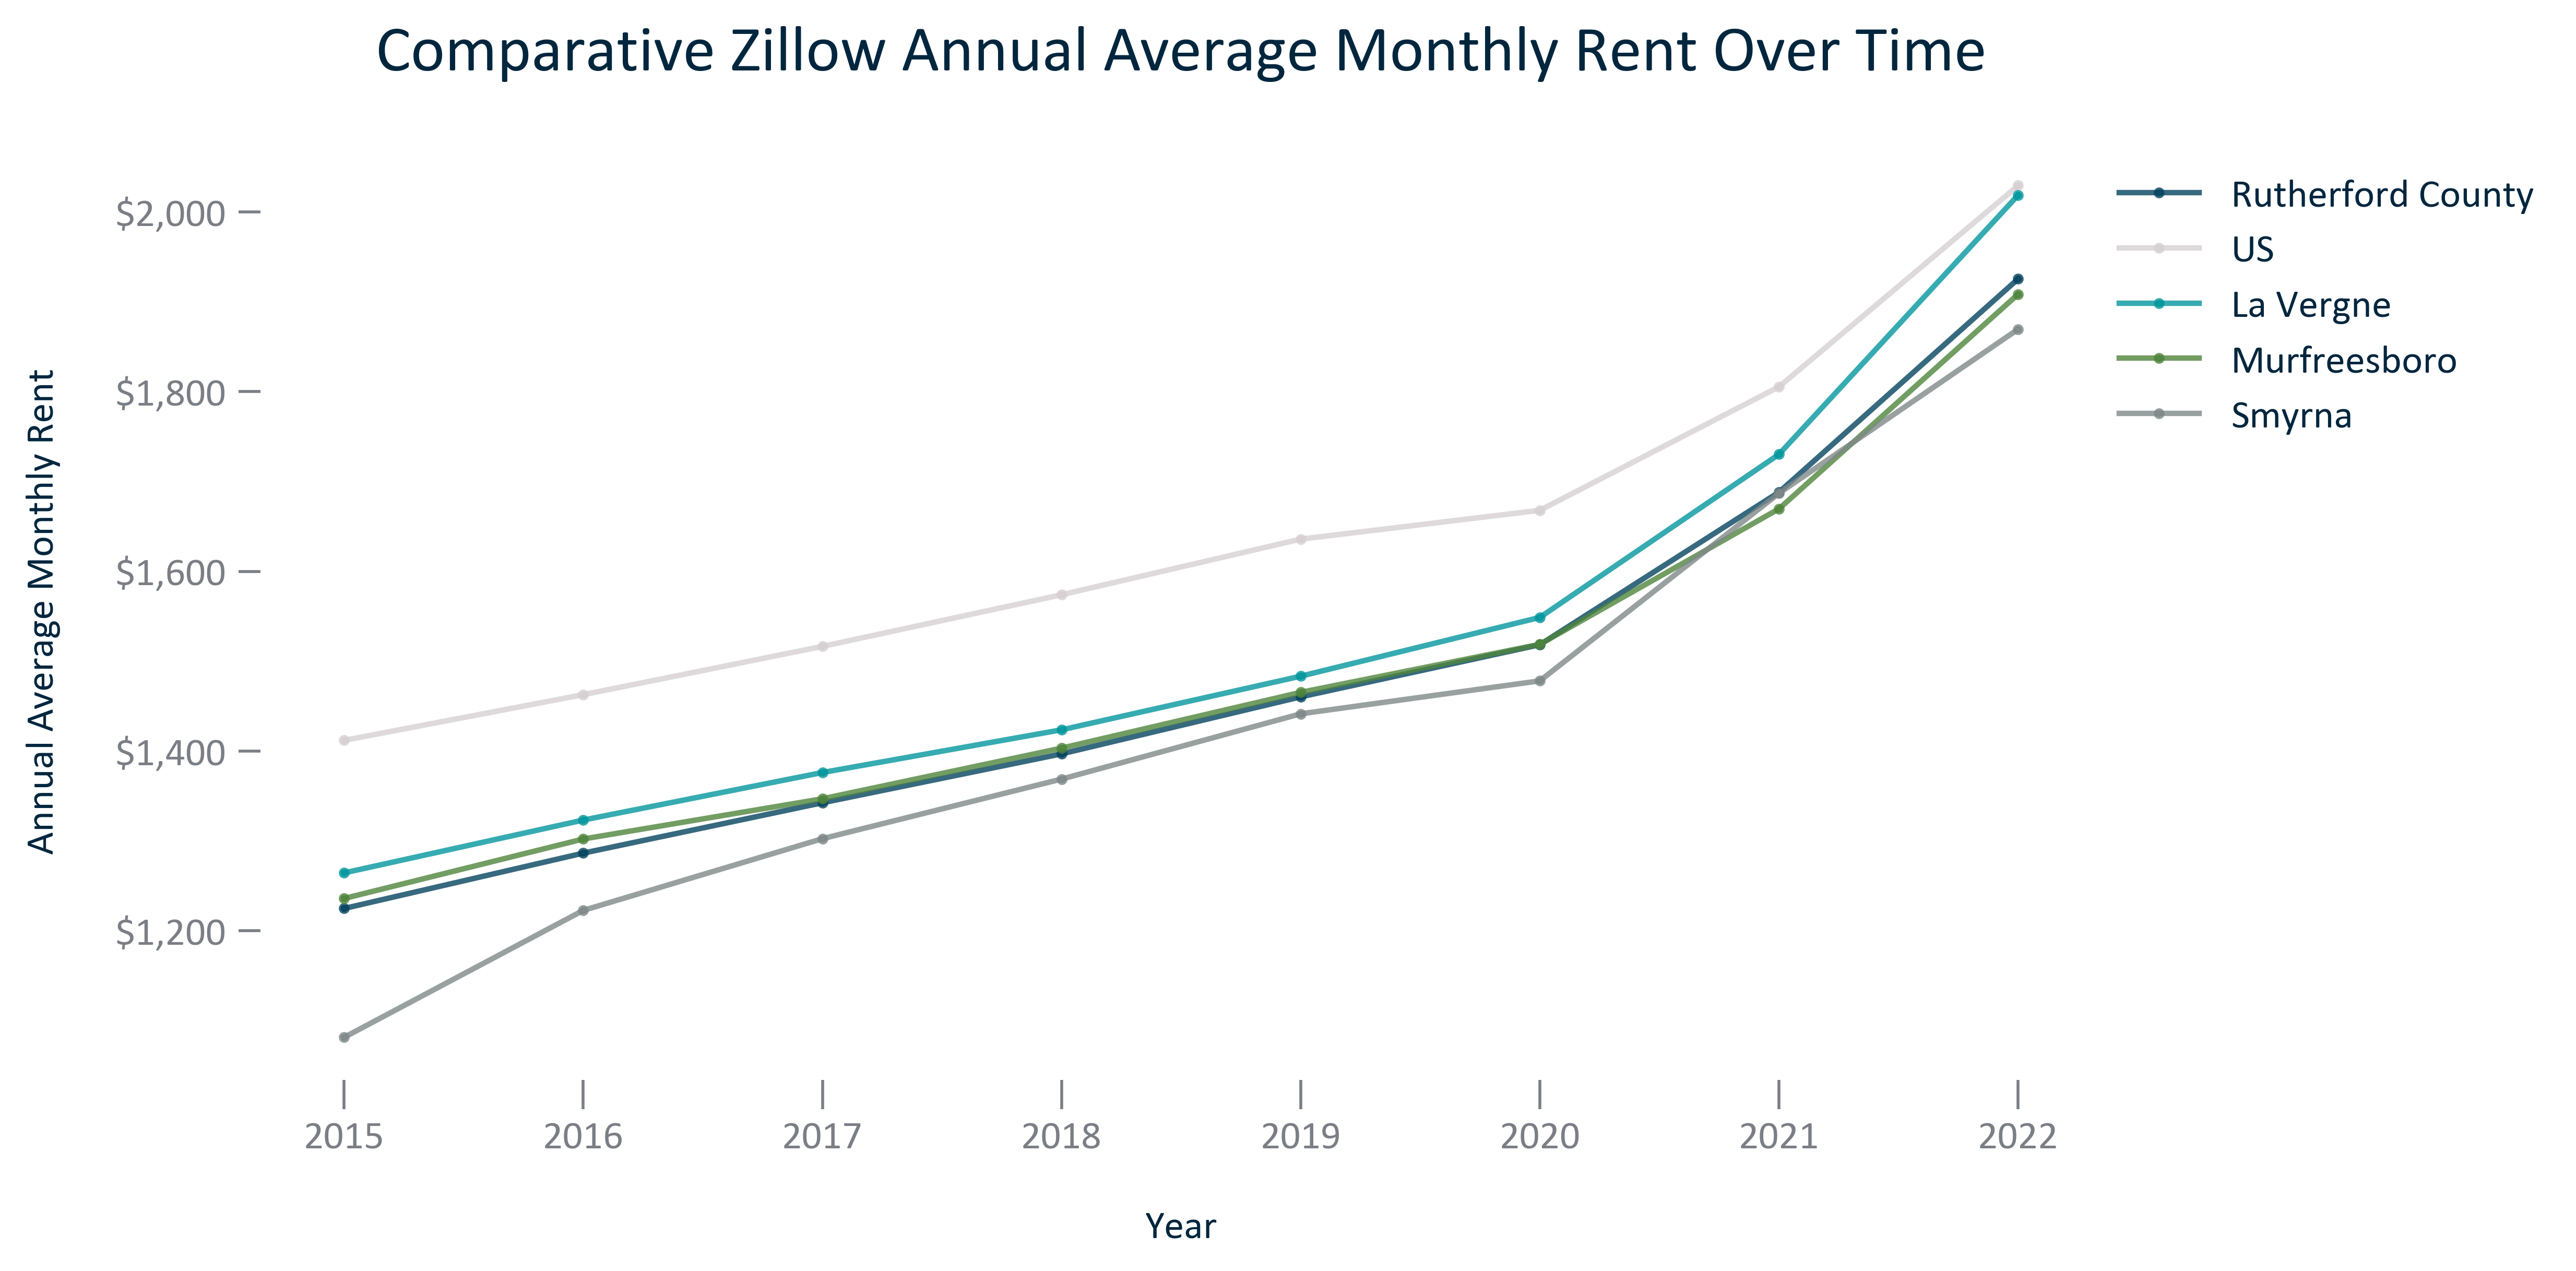 Comparative Zillow Annual Average Monthly Rent Over Time
Annual Average Monthly Rent
$2,000
$1,800
$1,600
$1,400
$1,200
2015 2016 2017 2018 2019 2020 2021 2022
Year
Rutherford County
US
La Vergne
Murfreesboro
Smyrna